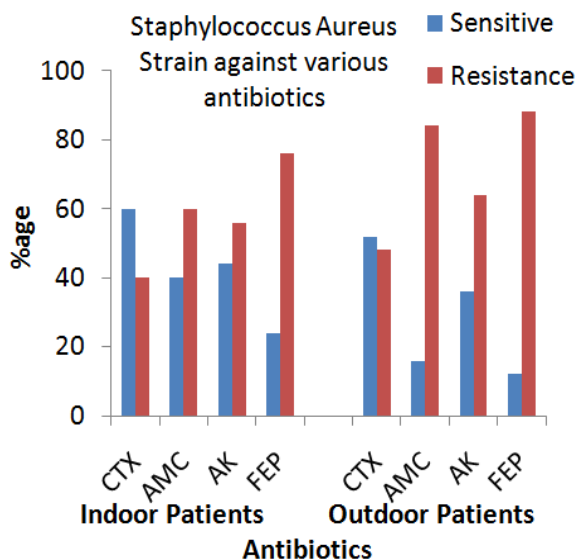 Staphylococcus Aureus
Strain against various
antibiotics
Sensitive
Resistance
100
80
60
40
20
0
%age
CTX AMC AK FEP CTX AMC AK FEP
Indoor Patients Outdoor Patients
Antibiotics